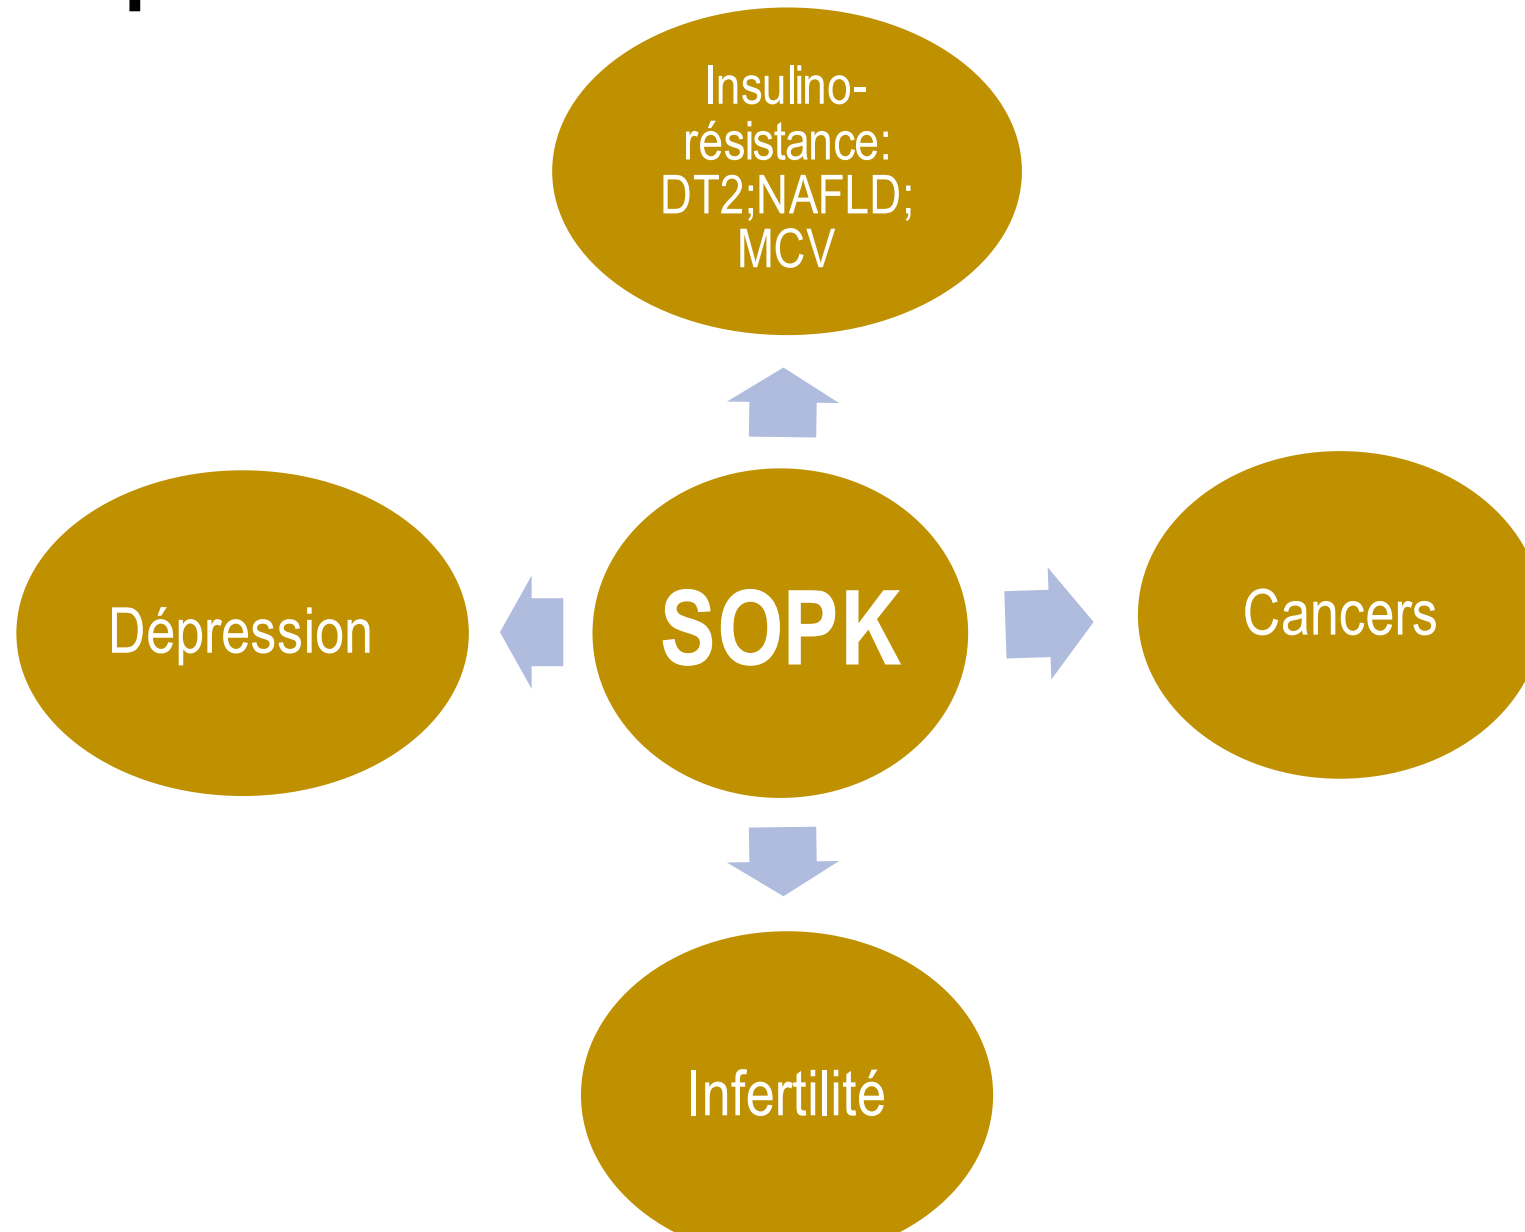 Insulino-
résistance:
DT2;NAFLD;
MCV
Dépression
SOPK
Cancers
Infertilité